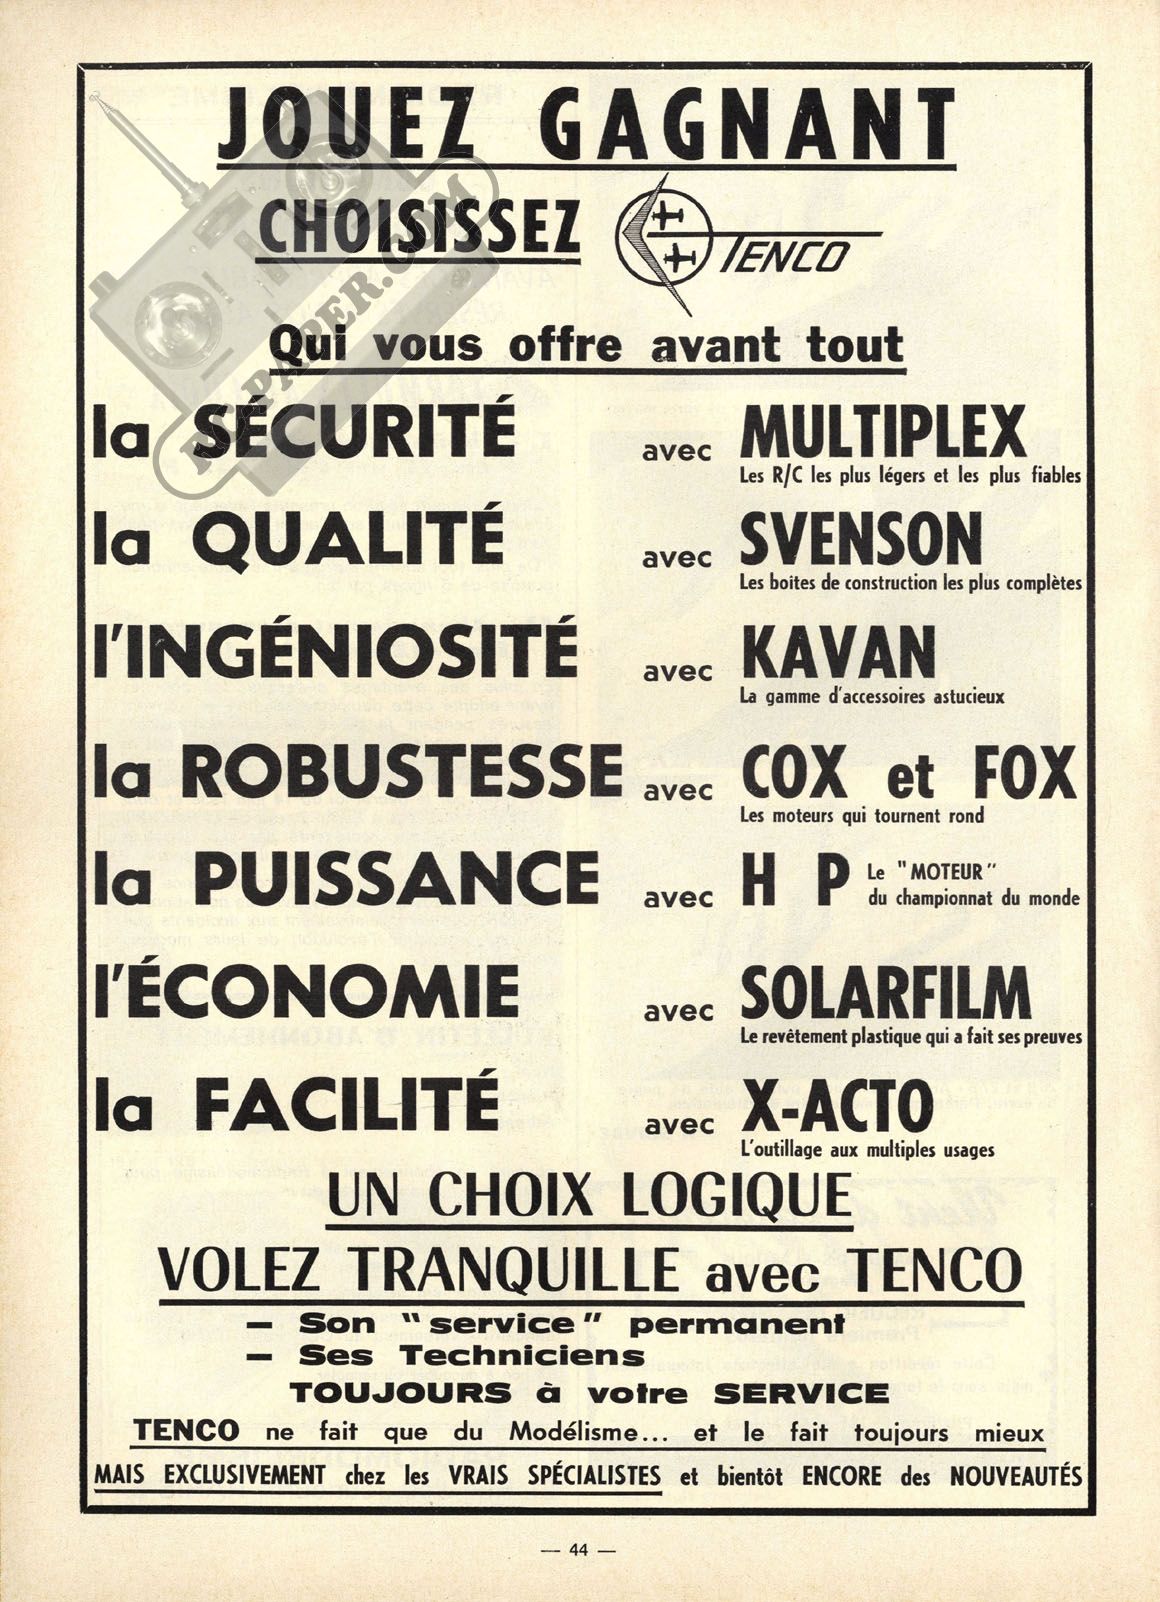 JOUEZ GAGNANT
CHOISISSEZ TENCO
Qui vous offre avant tout
la SÉCURITÉ avec MULTIPLEX
Les R/C les plus légers et les plus fiables
la QUALITÉ avec SVENSON
Les boites de construction les plus complètes
l'INGÉNIOSITÉ avec KAVAN
La gamme d'accessoires astucieux
la ROBUSTESSE avec COX et FOX
Les moteurs qui tournent rond
la PUISSANCE avec H P Le "MOTEUR"
du championnat du monde
l'ÉCONOMIE avec SOLARFILM
Le revêtement plastique qui a fait ses preuves
la FACILITÉ avec X-ACTO
L'outillage aux multiples usages
UN CHOIX LOGIQUE
VOLEZ TRANQUILLE avec TENCO
— Son "service" permanent
— Ses Techniciens
TOUJOURS à votre SERVICE
TENCO ne fait que du Modélisme... et le fait toujours mieux
MAIS EXCLUSIVEMENT chez les VRAIS SPÉCIALISTES et bientôt ENCORE des NOUVEAUTÉS
— 44 —
RC-PAPER.COM